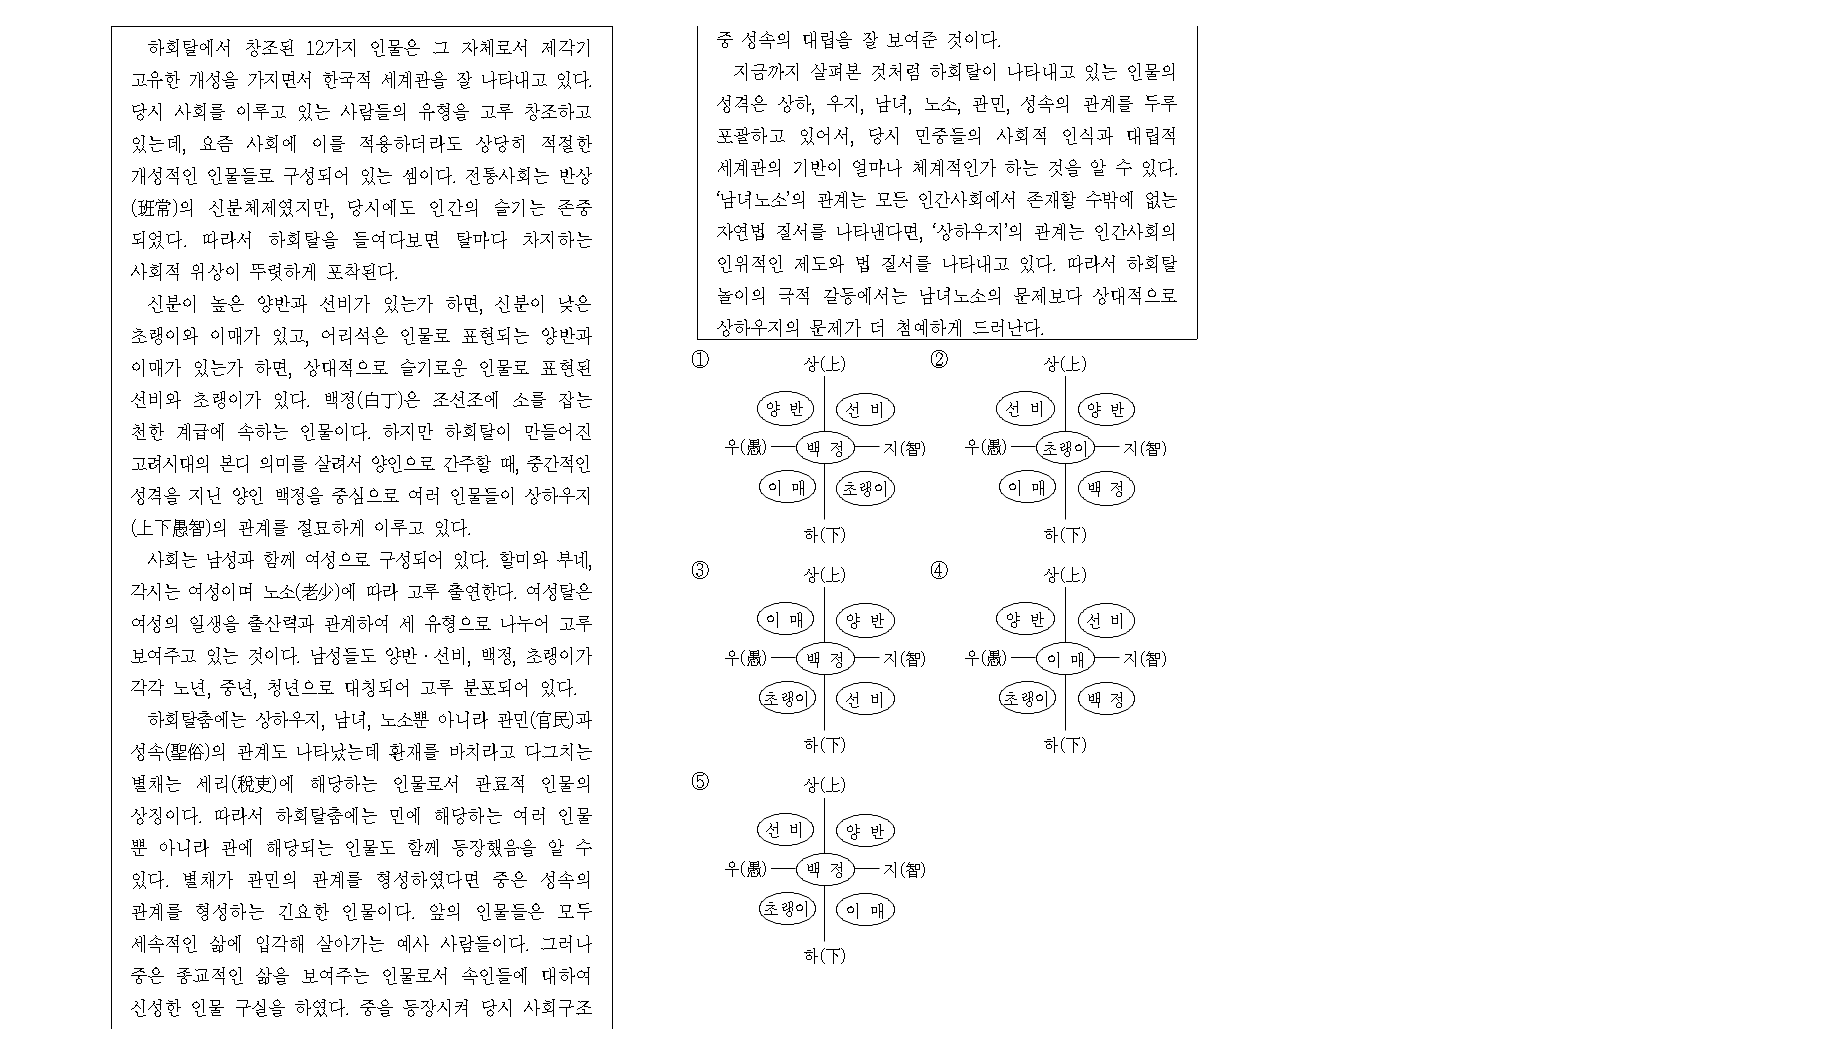 하회탈에서 창조된 12가지 인물은 그 자체로서 제각기
고유한 개성을 가지면서 한국적 세계관을 잘 나타내고 있다.
당시 사회를 이루고 있는 사람들의 유형을 고루 창조하고
있는데, 요즘 사회에 이를 적용하더라도 상당히 적절한
개성적인 인물들로 구성되어 있는 셈이다. 전통사회는 반상
(班常)의 신분체제였지만, 당시에도 인간의 슬기는 존중
되었다. 따라서 하회탈을 들여다보면 탈마다 차지하는
사회적 위상이 뚜렷하게 포착된다.
신분이 높은 양반과 선비가 있는가 하면, 신분이 낮은
초랭이와 이매가 있고, 어리석은 인물로 표현되는 양반과
이매가 있는가 하면, 상대적으로 슬기로운 인물로 표현된
선비와 초랭이가 있다. 백정(白丁)은 조선조에 소를 잡는
천한 계급에 속하는 인물이다. 하지만 하회탈이 만들어진
고려시대의 본디 의미를 살려서 양인으로 간주할 때, 중간적인
성격을 지닌 양인 백정을 중심으로 여러 인물들이 상하우지
(上下愚智)의 관계를 절묘하게 이루고 있다.
사회는 남성과 함께 여성으로 구성되어 있다. 할미와 부네,
각시는 여성이며 노소(老少)에 따라 고루 출연한다. 여성탈은
여성의 일생을 출산력과 관계하여 세 유형으로 나누어 고루
보여주고 있는 것이다. 남성들도 양반·선비, 백정, 초랭이가
각각 노년, 중년, 청년으로 대칭되어 고루 분포되어 있다.
하회탈춤에는 상하우지, 남녀, 노소뿐 아니라 관민(官民)과
성속(聖俗)의 관계도 나타났는데 환재를 바치라고 다그치는
별채는 세리(稅吏)에 해당하는 인물로서 관료적 인물의
상징이다. 따라서 하회탈춤에는 민에 해당하는 여러 인물
뿐 아니라 관에 해당되는 인물도 함께 등장했음을 알 수
있다. 별채가 관민의 관계를 형성하였다면 중은 성속의
관계를 형성하는 긴요한 인물이다. 앞의 인물들은 모두
세속적인 삶에 입각해 살아가는 예사 사람들이다. 그러나
중은 종교적인 삶을 보여주는 인물로서 속인들에 대하여
신성한 인물 구실을 하였다. 중을 등장시켜 당시 사회구조
중 성속의 대립을 잘 보여준 것이다.
지금까지 살펴본 것처럼 하회탈이 나타내고 있는 인물의
성격은 상하, 우지, 남녀, 노소, 관민, 성속의 관계를 두루
포괄하고 있어서, 당시 민중들의 사회적 인식과 대립적
세계관의 기반이 얼마나 체계적인가 하는 것을 알 수 있다.
‘남녀노소’의 관계는 모든 인간사회에서 존재할 수밖에 없는
자연법 질서를 나타낸다면, ‘상하우지’의 관계는 인간사회의
인위적인 제도와 법 질서를 나타내고 있다. 따라서 하회탈
놀이의 극적 갈등에서는 남녀노소의 문제보다 상대적으로
상하우지의 문제가 더 첨예하게 드러난다.
①
상(上)
양 반 선 비
우(愚) 백 정 지(智)
이 매 초랭이
하(下)
②
상(上)
선 비 양 반
우(愚) 초랭이 지(智)
이 매 백 정
하(下)
③
상(上)
이 매 양 반
우(愚) 백 정 지(智)
초랭이 선 비
하(下)
④
상(上)
양 반 선 비
우(愚) 이 매 지(智)
초랭이 백 정
하(下)
⑤
상(上)
선 비 양 반
우(愚) 백 정 지(智)
초랭이 이 매
하(下)